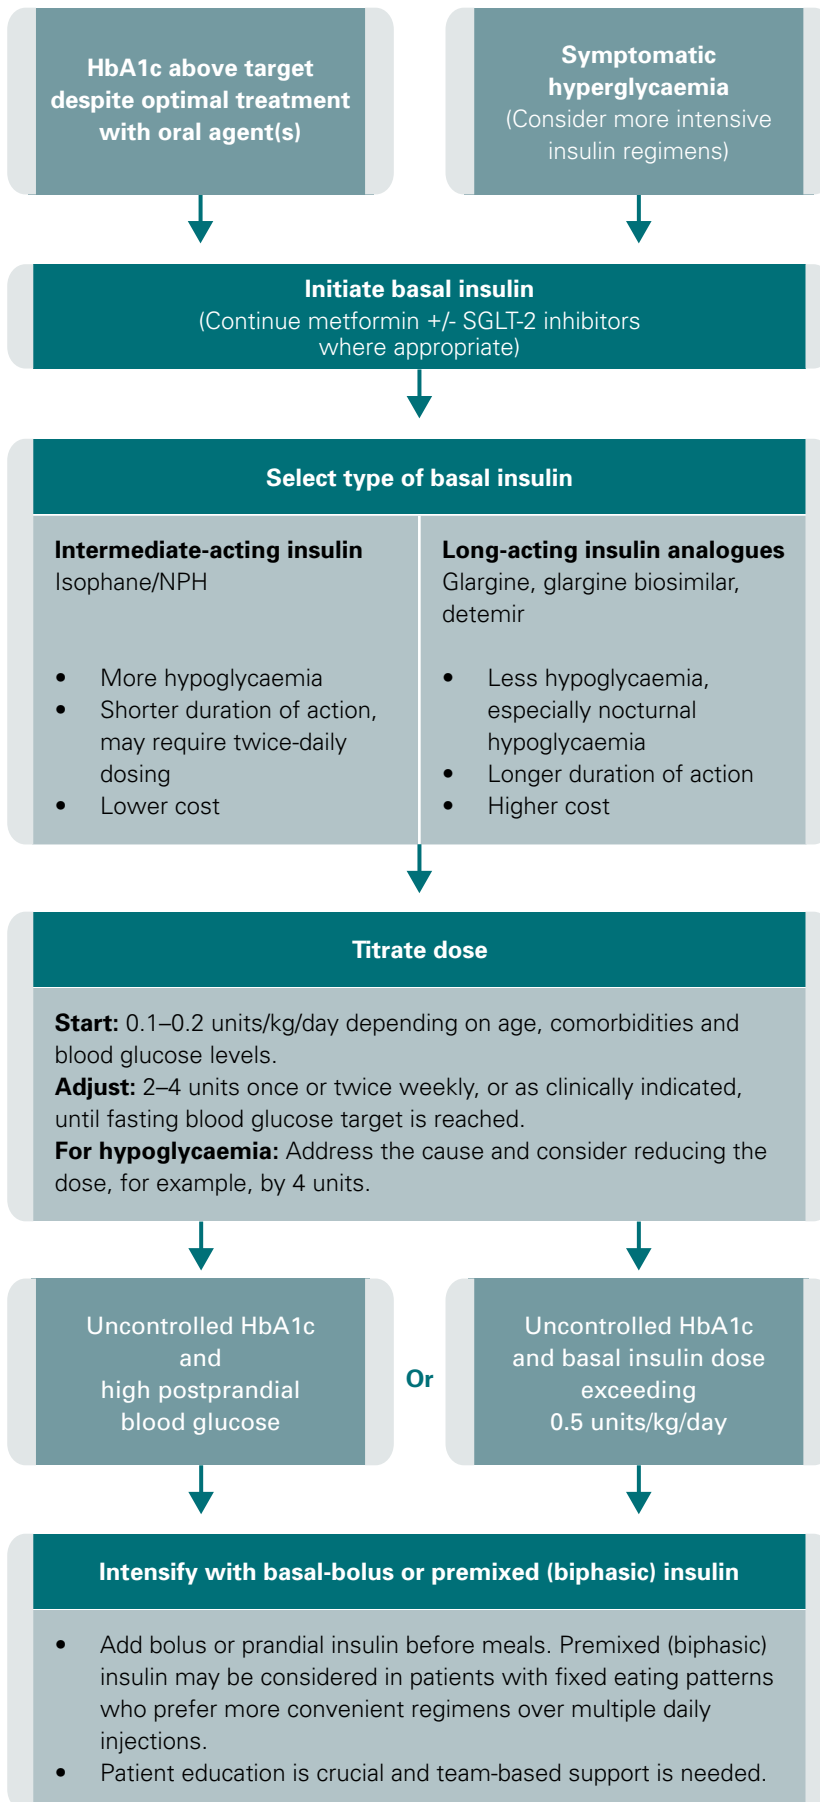 HbA1c above target
despite optimal treatment
with oral agent(s)
Symptomatic
hyperglycaemia
(Consider more intensive
insulin regimens)
Initiate basal insulin
(Continue metformin +/- SGLT-2 inhibitors
where appropriate)
Select type of basal insulin
Intermediate-acting insulin
Isophane/NPH
• More hypoglycaemia
• Shorter duration of action,
may require twice-daily
dosing
• Lower cost
Long-acting insulin analogues
Glargine, glargine biosimilar,
detemir
• Less hypoglycaemia,
especially nocturnal
hypoglycaemia
• Longer duration of action
• Higher cost
Titrate dose
Start: 0.1–0.2 units/kg/day depending on age, comorbidities and
blood glucose levels.
Adjust: 2–4 units once or twice weekly, or as clinically indicated,
until fasting blood glucose target is reached.
For hypoglycaemia: Address the cause and consider reducing the
dose, for example, by 4 units.
Uncontrolled HbA1c
and
high postprandial
blood glucose
Or
Uncontrolled HbA1c
and basal insulin dose
exceeding
0.5 units/kg/day
Intensify with basal-bolus or premixed (biphasic) insulin
• Add bolus or prandial insulin before meals. Premixed (biphasic)
insulin may be considered in patients with fixed eating patterns
who prefer more convenient regimens over multiple daily
injections.
• Patient education is crucial and team-based support is needed.